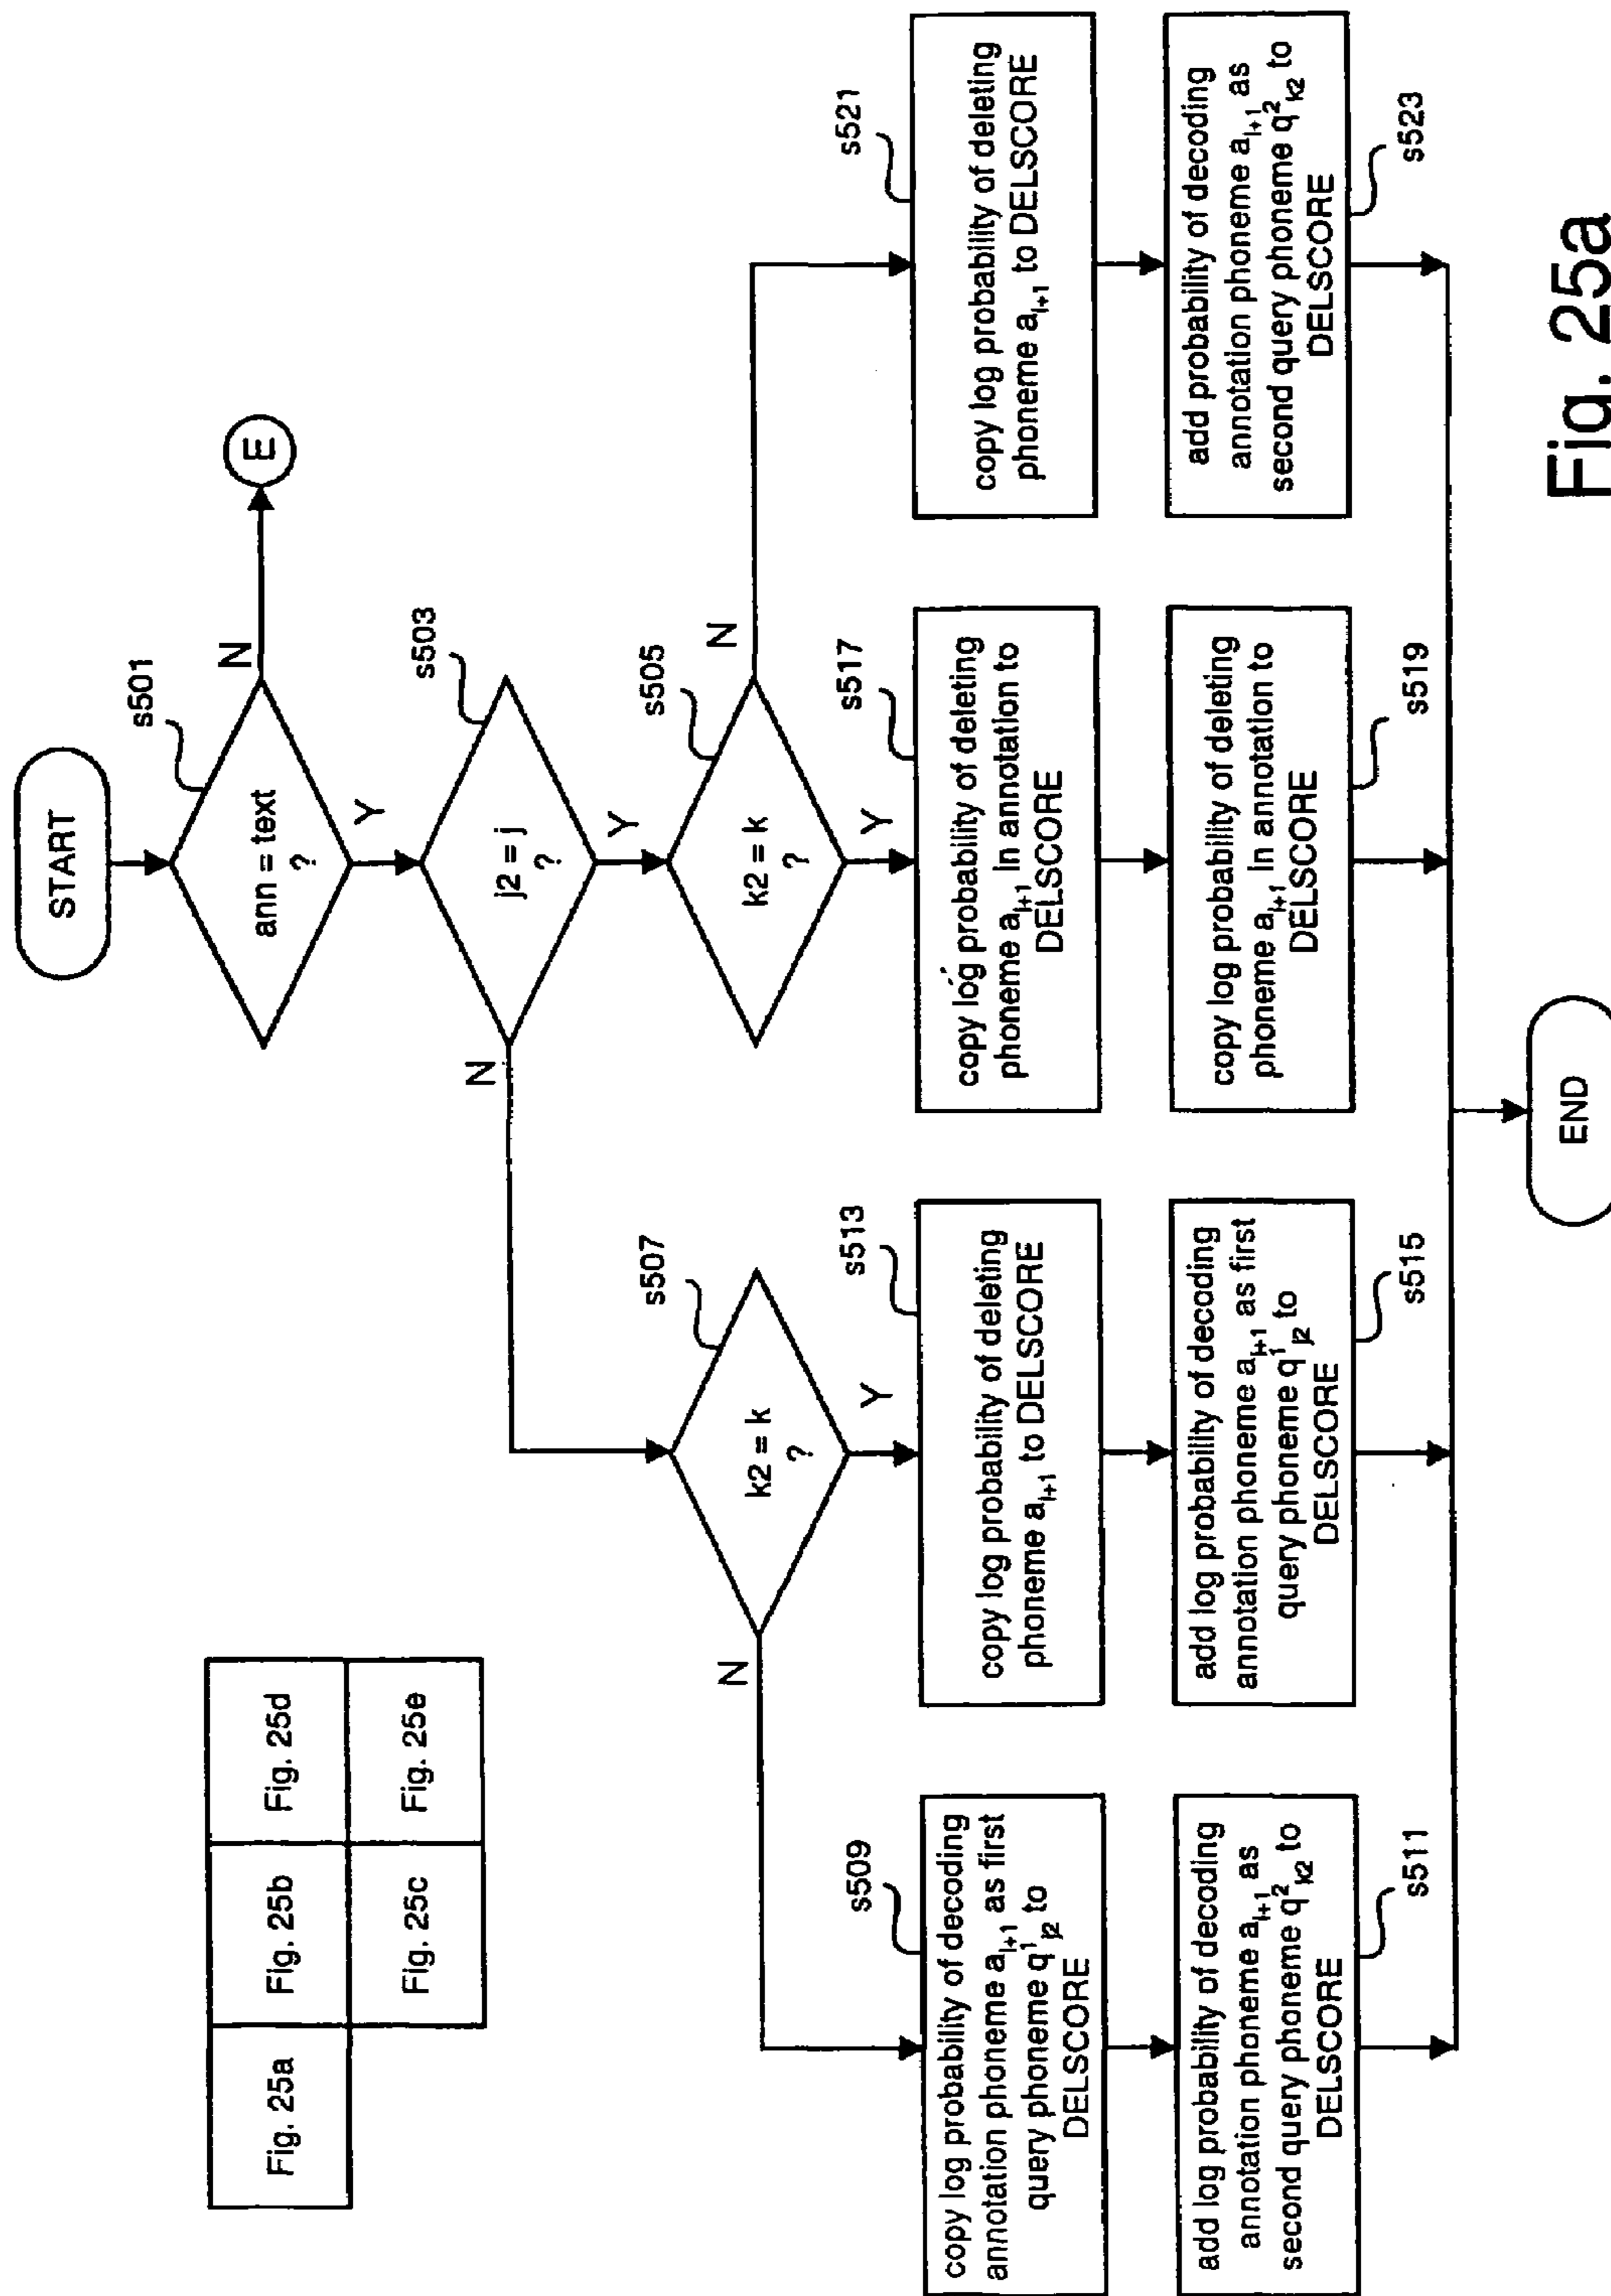 START
s501
ann = text
?
N
E
Y
s503
j2 = j
?
N
Y
s505
k2 = k
?
N
Y
s507
k2 = k
?
N
Y
Fig. 25a
Fig. 25b
Fig. 25d
Fig. 25c
Fig. 25e
s509
copy log probability of decoding
annotation phoneme a_{i+1} as first
query phoneme q^1_{j2} to
DELSCORE
s513
copy log probability of deleting
phoneme a_{i+1} to DELSCORE
s517
copy log probability of deleting
phoneme a_{i+1} in annotation to
DELSCORE
s521
copy log probability of deleting
phoneme a_{i+1} to DELSCORE
add log probability of decoding
annotation phoneme a_{i+1} as
second query phoneme q^2_{k2} to
DELSCORE
s511
add log probability of decoding
annotation phoneme a_{i+1} as first
query phoneme q^1_{j2} to
DELSCORE
s515
copy log probability of deleting
phoneme a_{i+1} in annotation to
DELSCORE
s519
add probability of decoding
annotation phoneme a_{i+1} as
second query phoneme q^2_{k2} to
DELSCORE
s523
END
Fig. 25a